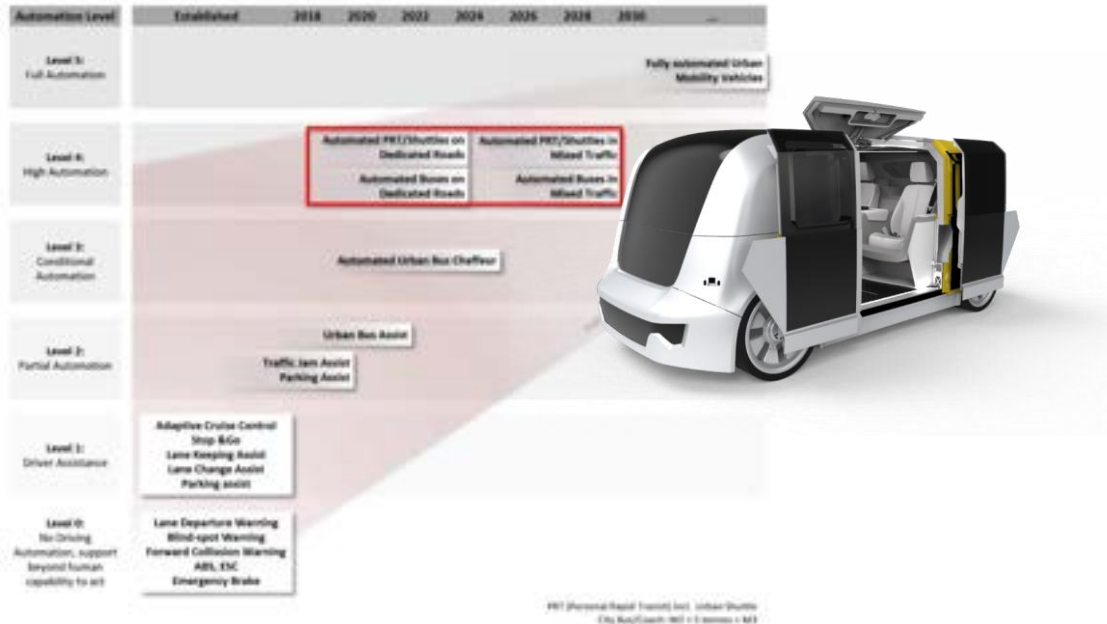 Automation Level Established 2018 2020 2022 2024 2026 2028 2030 ...
Level 5:
Full Automation
Fully automated Urban
Mobility Vehicles
Level 4:
High Automation
Automated PRT/Shuttles on
Dedicated Roads
Automated PRT/Shuttles in
Mixed Traffic
Automated Buses on
Dedicated Roads
Automated Buses in
Mixed Traffic
Level 3:
Conditional
Automation
Automated Urban Bus Chaffeur
Level 2:
Partial Automation
Urban Bus Assist
Traffic Jam Assist
Parking Assist
Level 1:
Driver Assistance
Adaptive Cruise Control
Stop &Go
Lane Keeping Assist
Lane Change Assist
Parking assist
Level 0:
No Driving
Automation, support
beyond human
capability to act
Lane Departure Warning
Blind-spot Warning
Forward Collision Warning
ABS, ESC
Emergency Brake
PRT (Personal Rapid Transit) incl. Urban Shuttle
City Bus/Coach: